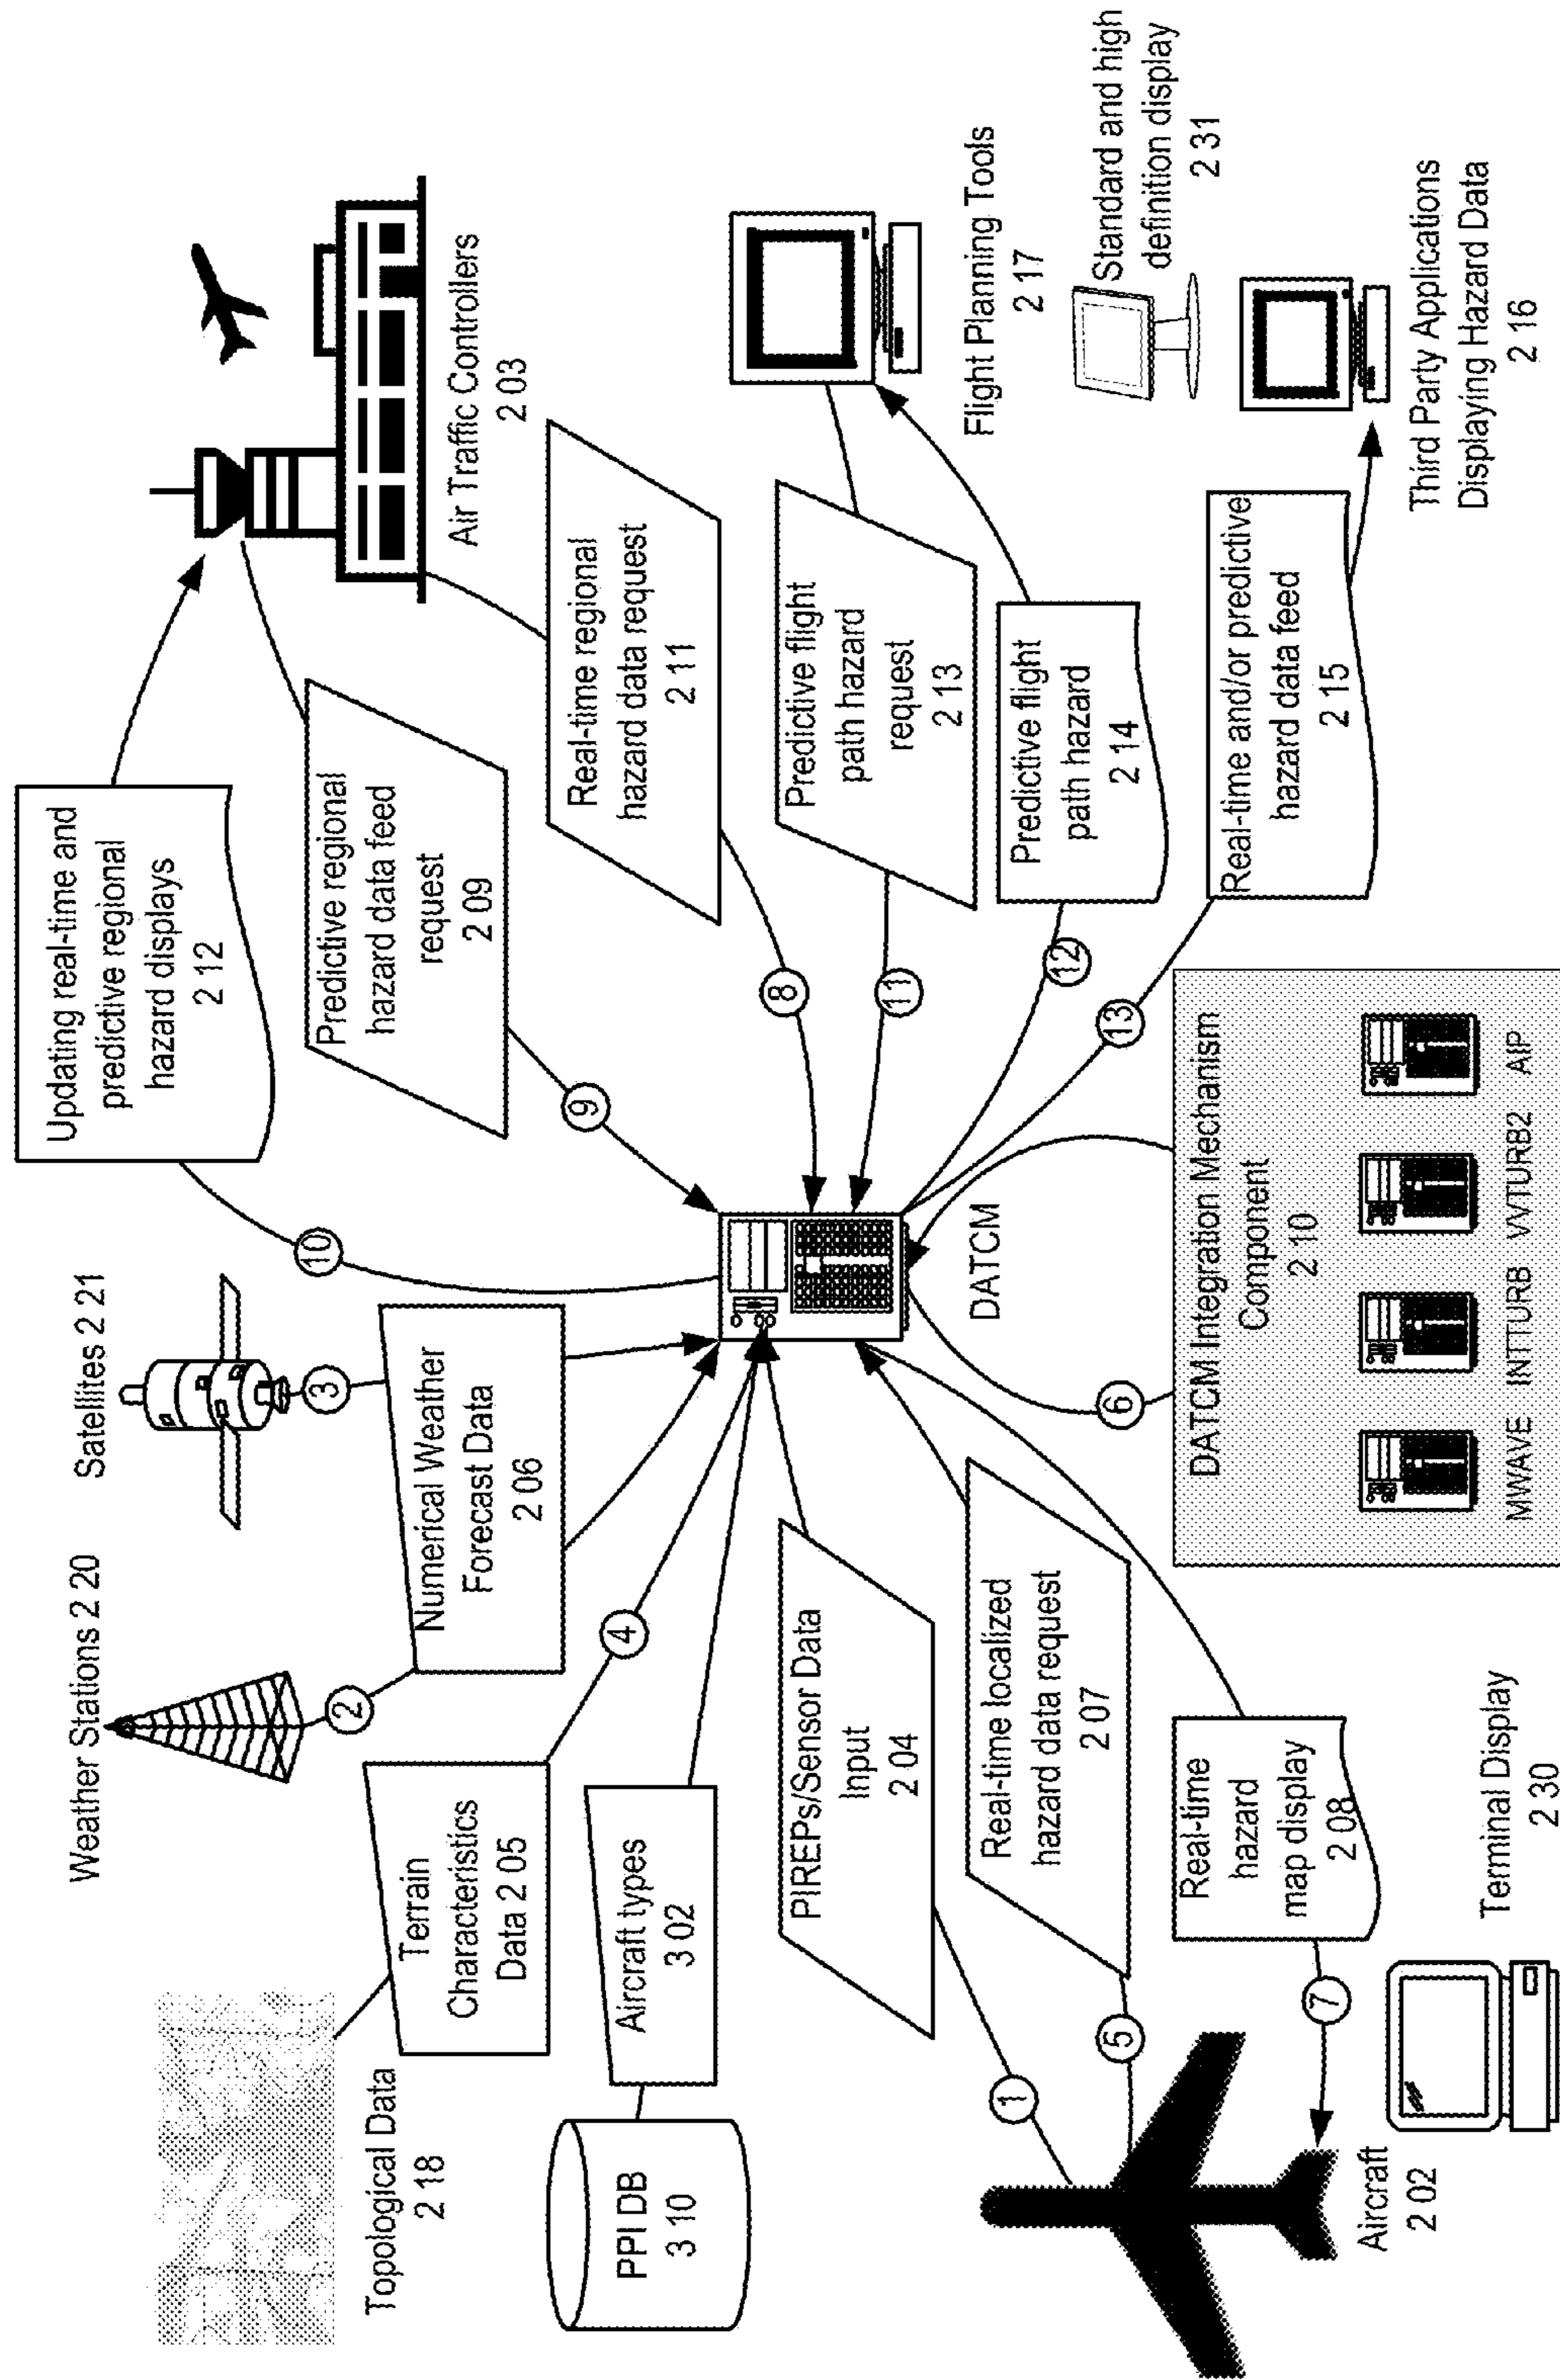 Weather Stations 2 20
Satellites 2 21
Topological Data
2 18
Terrain
Characteristics
Data 2 05
2
Numerical Weather
Forecast Data
2 06
3
10
Updating real-time and
predictive regional
hazard displays
2 12
Predictive regional
hazard data feed
request
2 09
9
Air Traffic Controllers
2 03
PPI DB
3 10
Aircraft types
3 02
4
Real-time regional
hazard data request
2 11
8
PIREPs/Sensor Data
Input
2 04
1
Predictive flight
path hazard
request
2 13
11
Flight Planning Tools
2 17
DATCM
Real-time localized
hazard data request
2 07
5
Predictive flight
path hazard
2 14
12
Standard and high
definition display
2 31
Real-time
hazard
map display
2 08
7
6
13
Real-time and/or predictive
hazard data feed
2 15
Aircraft
2 02
Terminal Display
2 30
DATCM Integration Mechanism
Component
2 10
MWAVE INTTURB VVTURB2 AIP
Third Party Applications
Displaying Hazard Data
2 16